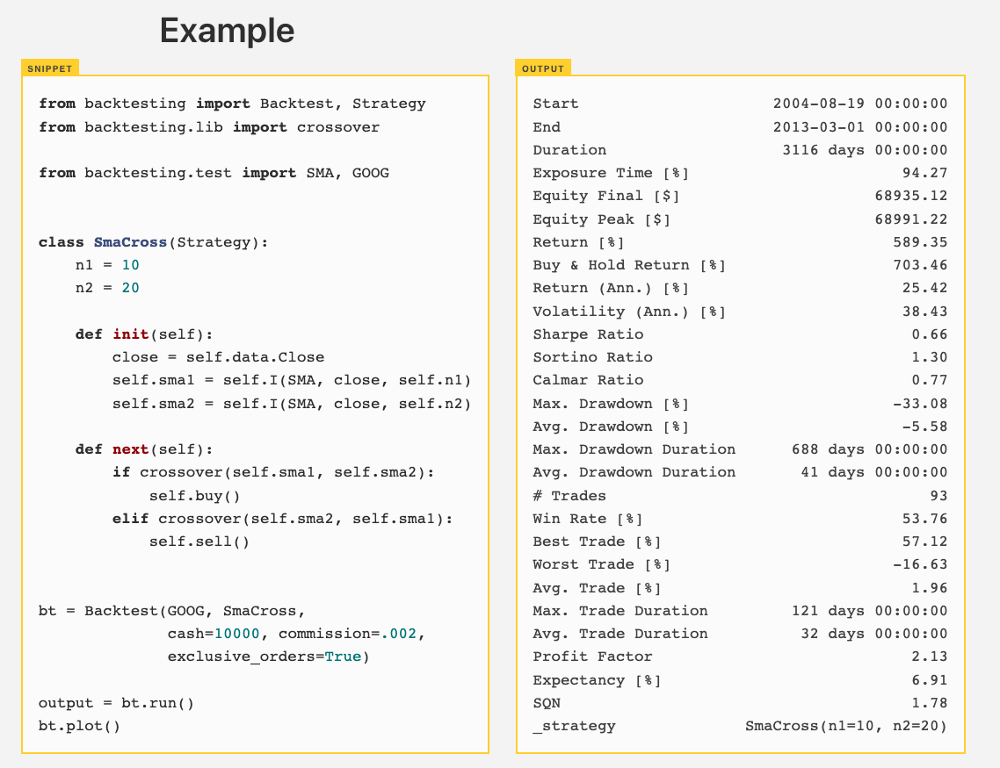 Example
SNIPPET
from backtesting import Backtest, Strategy
from backtesting.lib import crossover

from backtesting.test import SMA, GOOG


class SmaCross(Strategy):
    n1 = 10
    n2 = 20

    def init(self):
        close = self.data.Close
        self.sma1 = self.I(SMA, close, self.n1)
        self.sma2 = self.I(SMA, close, self.n2)

    def next(self):
        if crossover(self.sma1, self.sma2):
            self.buy()
        elif crossover(self.sma2, self.sma1):
            self.sell()


bt = Backtest(GOOG, SmaCross,
              cash=10000, commission=.002,
              exclusive_orders=True)

output = bt.run()
bt.plot()
OUTPUT
Start 2004-08-19 00:00:00
End 2013-03-01 00:00:00
Duration 3116 days 00:00:00
Exposure Time [%] 94.27
Equity Final [$] 68935.12
Equity Peak [$] 68991.22
Return [%] 589.35
Buy & Hold Return [%] 703.46
Return (Ann.) [%] 25.42
Volatility (Ann.) [%] 38.43
Sharpe Ratio 0.66
Sortino Ratio 1.30
Calmar Ratio 0.77
Max. Drawdown [%] -33.08
Avg. Drawdown [%] -5.58
Max. Drawdown Duration 688 days 00:00:00
Avg. Drawdown Duration 41 days 00:00:00
# Trades 93
Win Rate [%] 53.76
Best Trade [%] 57.12
Worst Trade [%] -16.63
Avg. Trade [%] 1.96
Max. Trade Duration 121 days 00:00:00
Avg. Trade Duration 32 days 00:00:00
Profit Factor 2.13
Expectancy [%] 6.91
SQN 1.78
_strategy SmaCross(n1=10, n2=20)